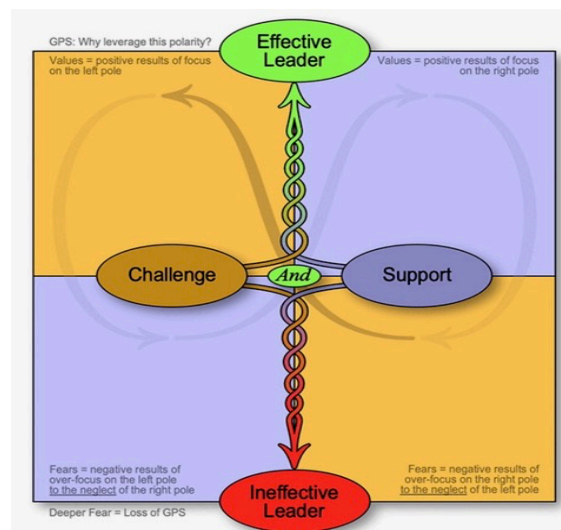 GPS: Why leverage this polarity?
Effective
Leader
Values = positive results of focus
on the left pole
Values = positive results of focus
on the right pole
Challenge
And
Support
Fears = negative results of
over-focus on the left pole
to the neglect of the right pole
Fears = negative results of
over-focus on the right pole
to the neglect of the left pole
Ineffective
Leader
Deeper Fear = Loss of GPS